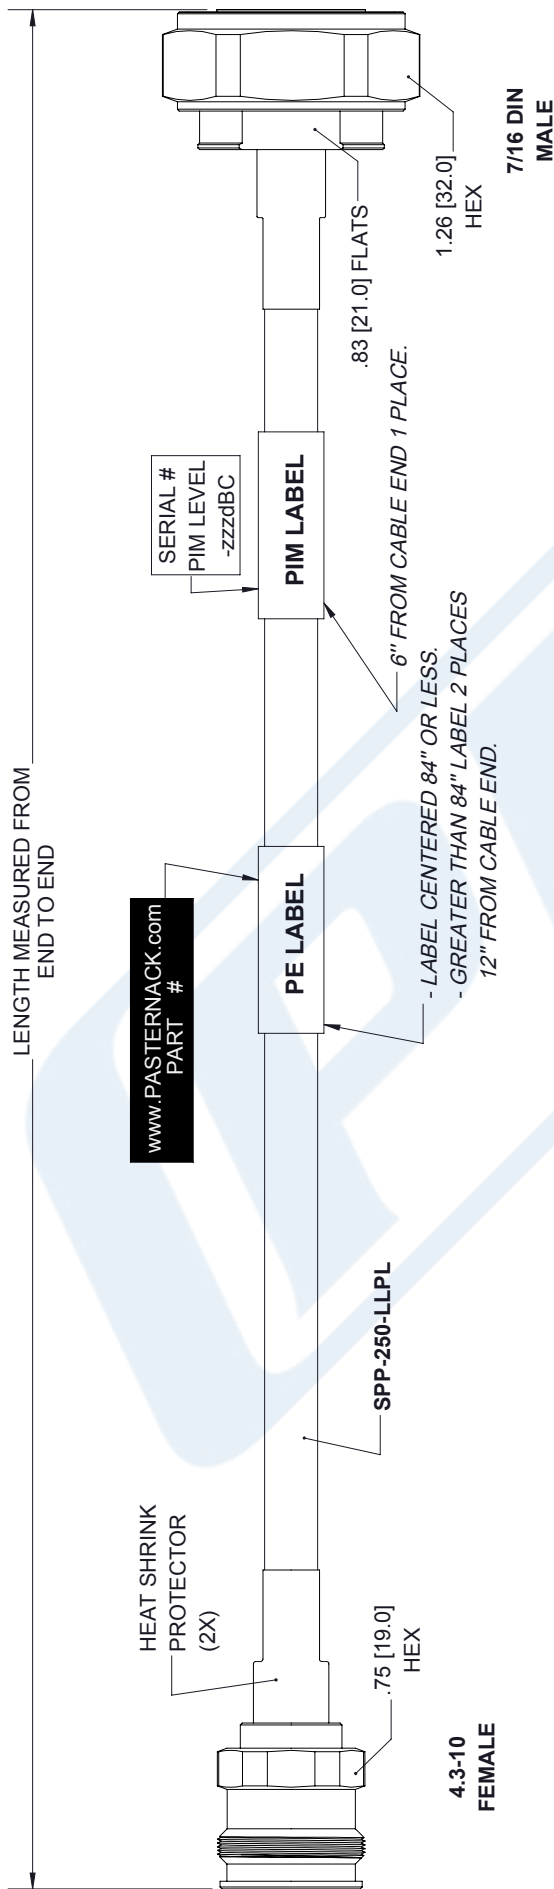 LENGTH MEASURED FROM
END TO END
HEAT SHRINK
PROTECTOR
(2X)
www.PASTERNACK.com
PART #
SERIAL #
PIM LEVEL
-zzzdBC
PE LABEL
PIM LABEL
.75 [19.0]
HEX
SPP-250-LLPL
- LABEL CENTERED 84" OR LESS.
- GREATER THAN 84" LABEL 2 PLACES
12" FROM CABLE END.
6" FROM CABLE END 1 PLACE.
.83 [21.0] FLATS
1.26 [32.0]
HEX
4.3-10
FEMALE
7/16 DIN
MALE